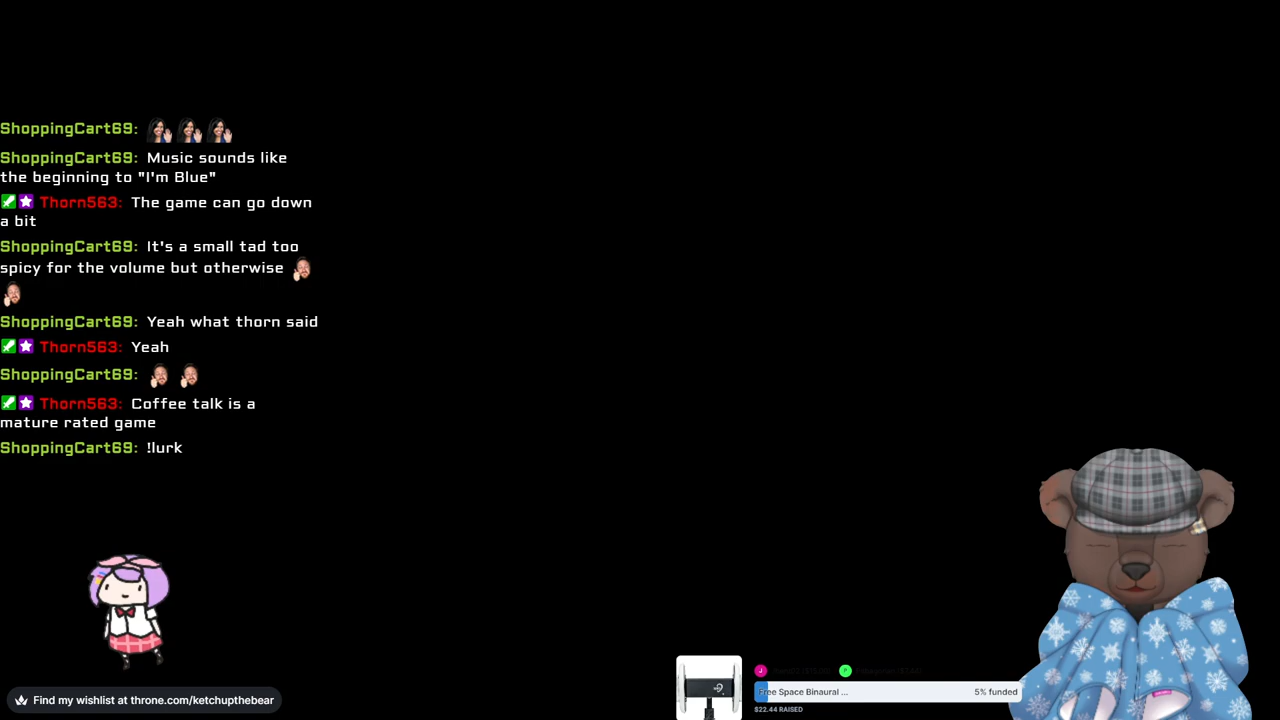 ShoppingCart69:
ShoppingCart69: Music sounds like
the beginning to "I'm Blue"
Thorn563: The game can go down
a bit
ShoppingCart69: It's a small tad too
spicy for the volume but otherwise
ShoppingCart69: Yeah what thorn said
Thorn563: Yeah
ShoppingCart69:
Thorn563: Coffee talk is a
mature rated game
ShoppingCart69: !lurk
J
P
Free Space Binaural ... 5% funded
$22.44 RAISED
Find my wishlist at throne.com/ketchupthebear